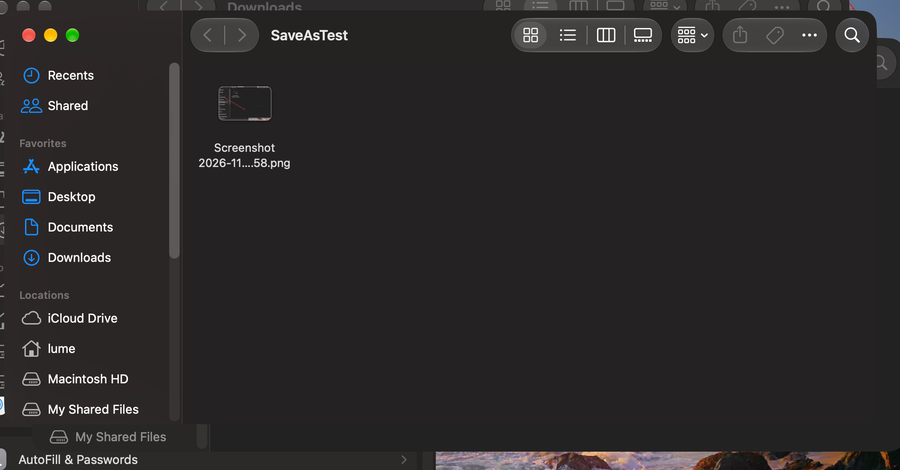 Downloads
SaveAsTest
Recents
Shared
Favorites
Applications
Desktop
Documents
Downloads
Locations
iCloud Drive
lume
Macintosh HD
My Shared Files
Screenshot
2026-11....58.png
My Shared Files
AutoFill & Passwords